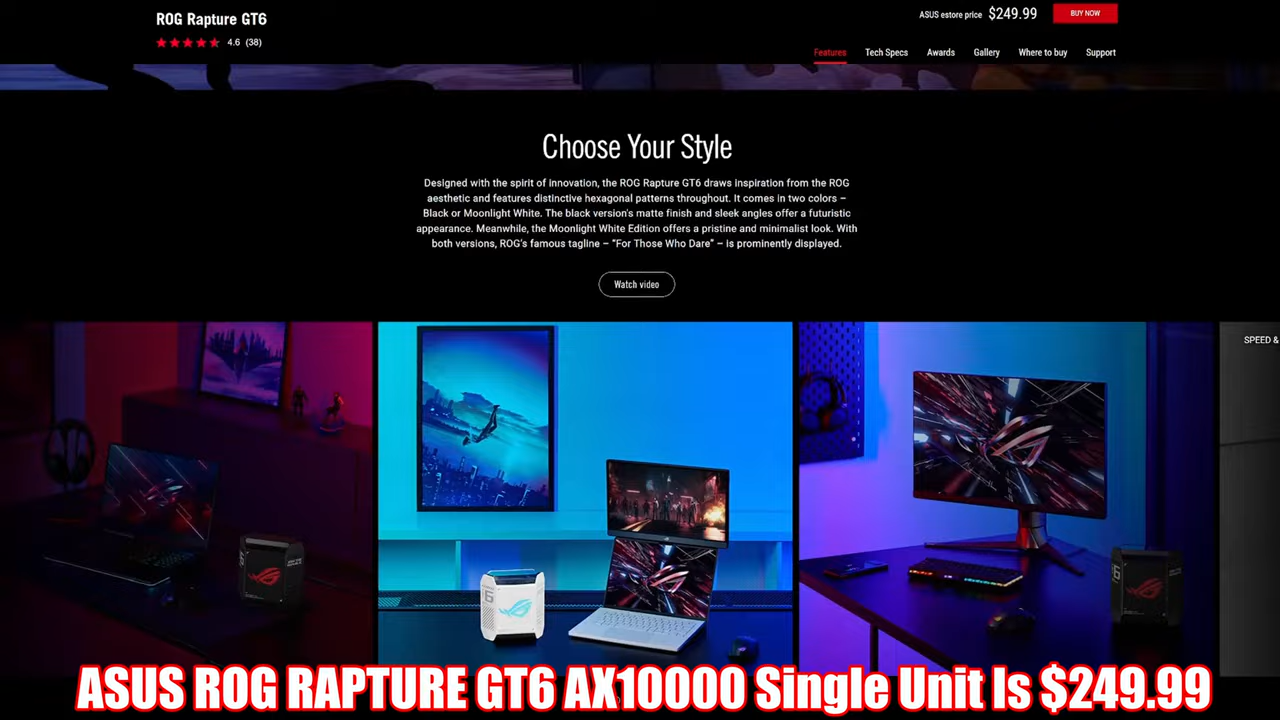 ROG Rapture GT6
4.6 (38)
ASUS estore price $249.99 BUY NOW
Features Tech Specs Awards Gallery Where to buy Support
Choose Your Style
Designed with the spirit of innovation, the ROG Rapture GT6 draws inspiration from the ROG
aesthetic and features distinctive hexagonal patterns throughout. It comes in two colors –
Black or Moonlight White. The black version's matte finish and sleek angles offer a futuristic
appearance. Meanwhile, the Moonlight White Edition offers a pristine and minimalist look. With
both versions, ROG's famous tagline – “For Those Who Dare” – is prominently displayed.
Watch video
SPEED &
6
ASUS ROG RAPTURE GT6 AX10000 Single Unit Is $249.99